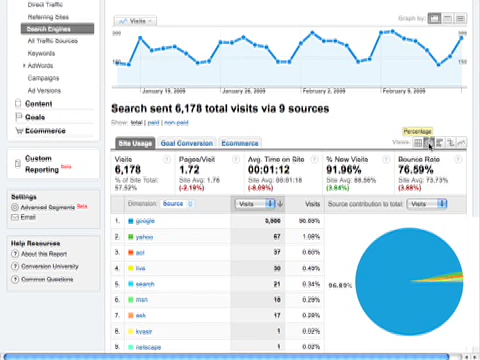 Direct Traffic
Referring Sites
Search Engines
All Traffic Sources
Keywords
AdWords
Campaigns
Ad Versions
Content
Goals
Ecommerce
Custom
Reporting Beta
Settings
Advanced Segments Beta
Email
Help Resources
About this Report
Conversion University
Common Questions
Visits
Graph by:
300
300
150
150
January 19, 2009
January 26, 2009
February 2, 2009
February 9, 2009
Search sent 6,178 total visits via 9 sources
Show: total | paid | non-paid
Percentage
Site Usage
Goal Conversion
Ecommerce
Views:
Visits
6,178
% of Site Total:
57.52%
Pages/Visit
1.72
Site Avg: 1.76
(-2.19%)
Avg. Time on Site
00:01:12
Site Avg: 00:01:18
(-8.09%)
% New Visits
91.96%
Site Avg: 88.56%
(3.84%)
Bounce Rate
76.59%
Site Avg: 73.73%
(3.88%)
Dimension: Source
Visits
Visits
Source contribution to total: Visits
1. google 96.89%
2. yahoo 67 1.08%
3. aol 37 0.60%
4. live 30 0.49%
5. search 21 0.34%
6. msn 18 0.29%
7. ask 17 0.28%
8. kvasir 1 0.02%
9. netscape 1 0.02%
96.89%